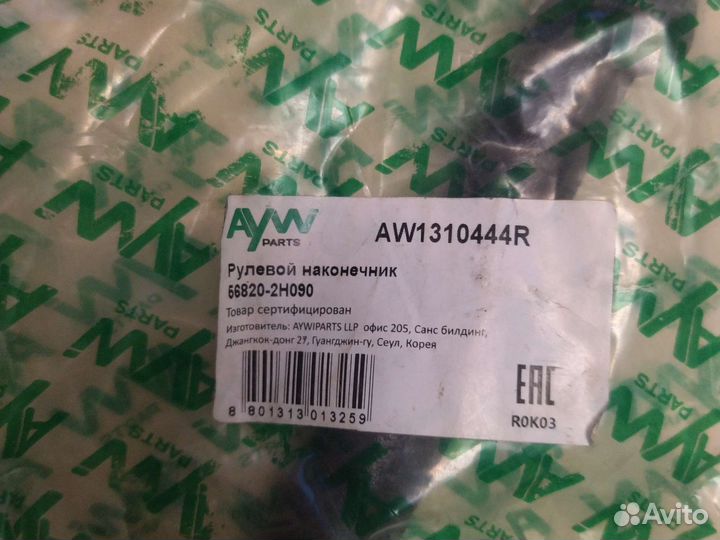 AYW
PARTS
AW1310444R
Рулевой наконечник
56820-2H090
Товар сертифицирован
Изготовитель: AYWIPARTS LLP офис 205, Санс билдинг,
Джангкок-донг 27, Гуангджин-гу, Сеул, Корея
8 801313 013259
EAC
R0K03
Avito